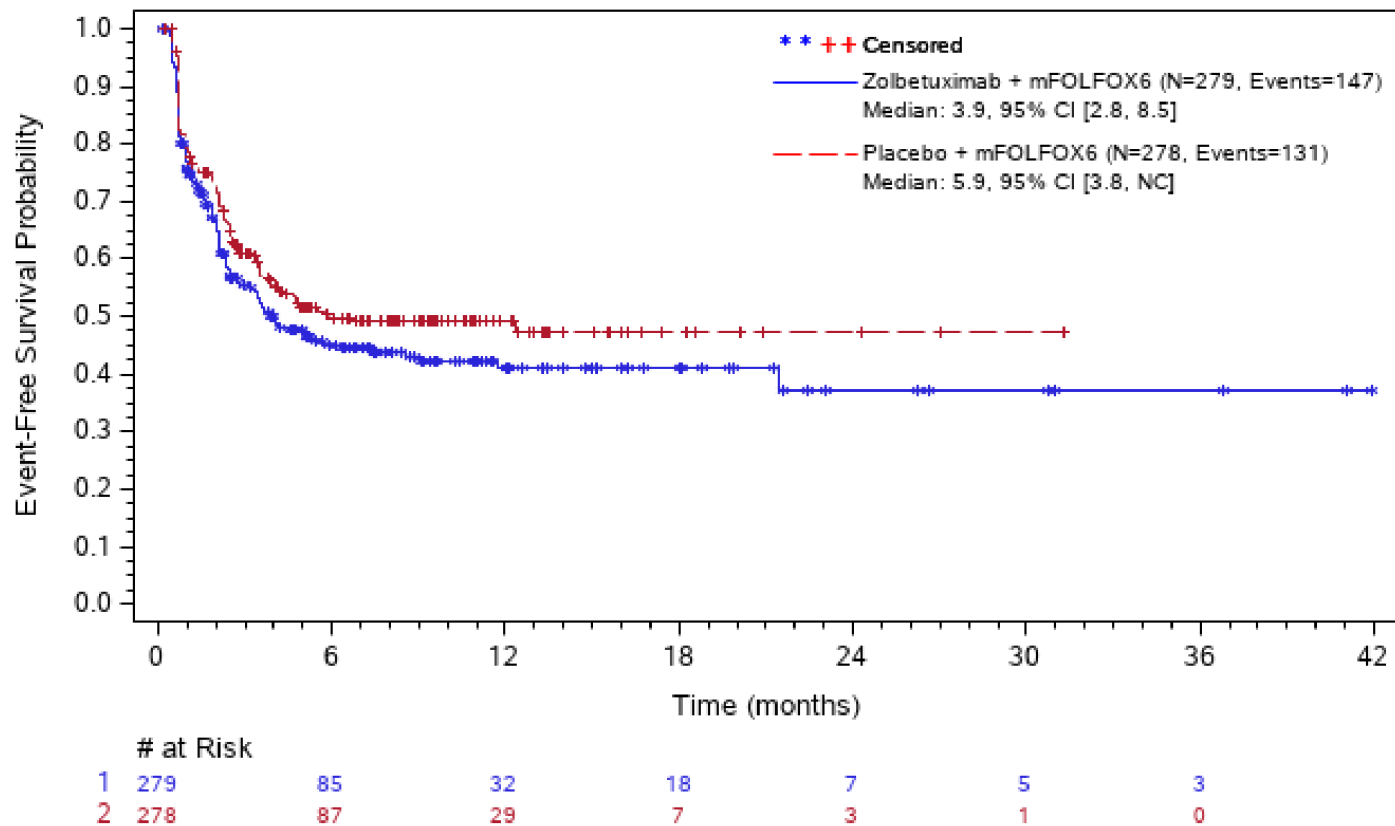 Event-Free Survival Probability
1.0
0.9
0.8
0.7
0.6
0.5
0.4
0.3
0.2
0.1
0.0
Censored
Zolbetuximab + mFOLFOX6 (N=279, Events=147)
Median: 3.9, 95% CI [2.8, 8.5]
Placebo + mFOLFOX6 (N=278, Events=131)
Median: 5.9, 95% CI [3.8, NC]
0 6 12 18 24 30 36 42
Time (months)
# at Risk
1 279 85 32 18 7 5 3
2 278 87 29 7 3 1 0